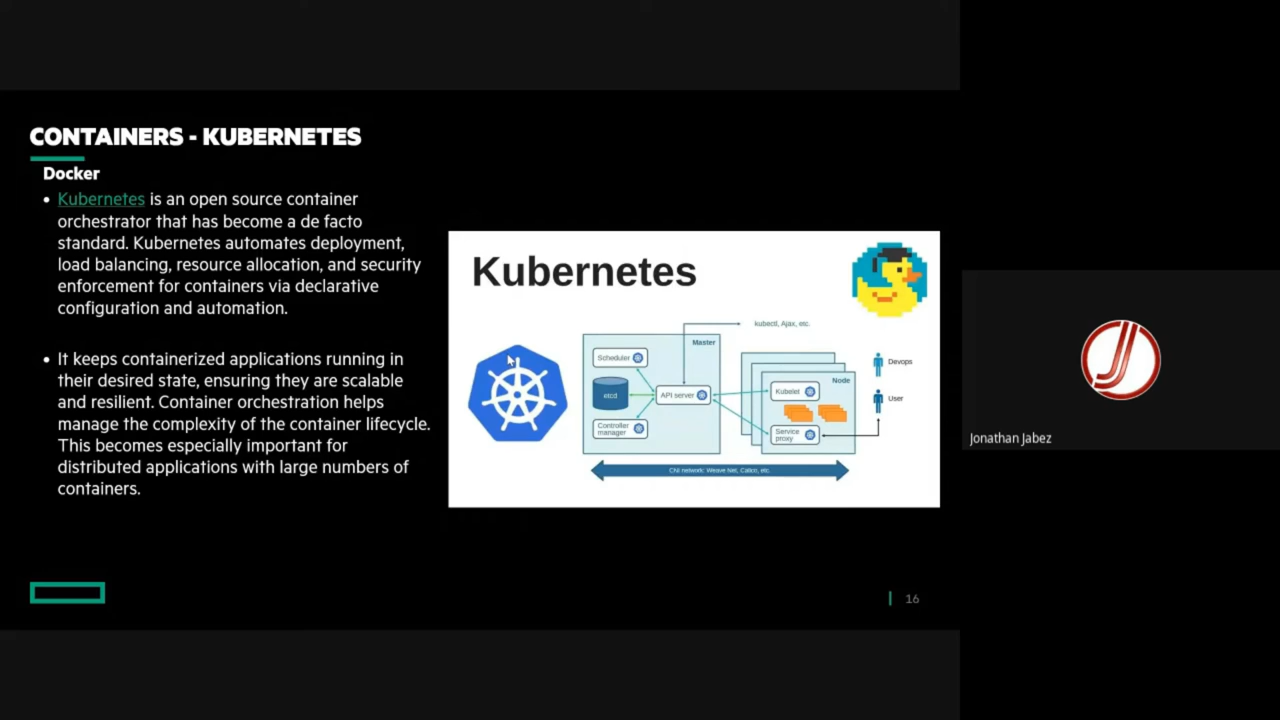 CONTAINERS - KUBERNETES
Docker
• Kubernetes is an open source container
orchestrator that has become a de facto
standard. Kubernetes automates deployment,
load balancing, resource allocation, and security
enforcement for containers via declarative
configuration and automation.
• It keeps containerized applications running in
their desired state, ensuring they are scalable
and resilient. Container orchestration helps
manage the complexity of the container lifecycle.
This becomes especially important for
distributed applications with large numbers of
containers.
Kubernetes
kubectl, Ajax, etc.
Master
Scheduler
etcd
API server
Controller
manager
Node
Kubelet
Service
proxy
Devops
User
CNI network: Weave Net, Calico, etc.
16
Jonathan Jabez